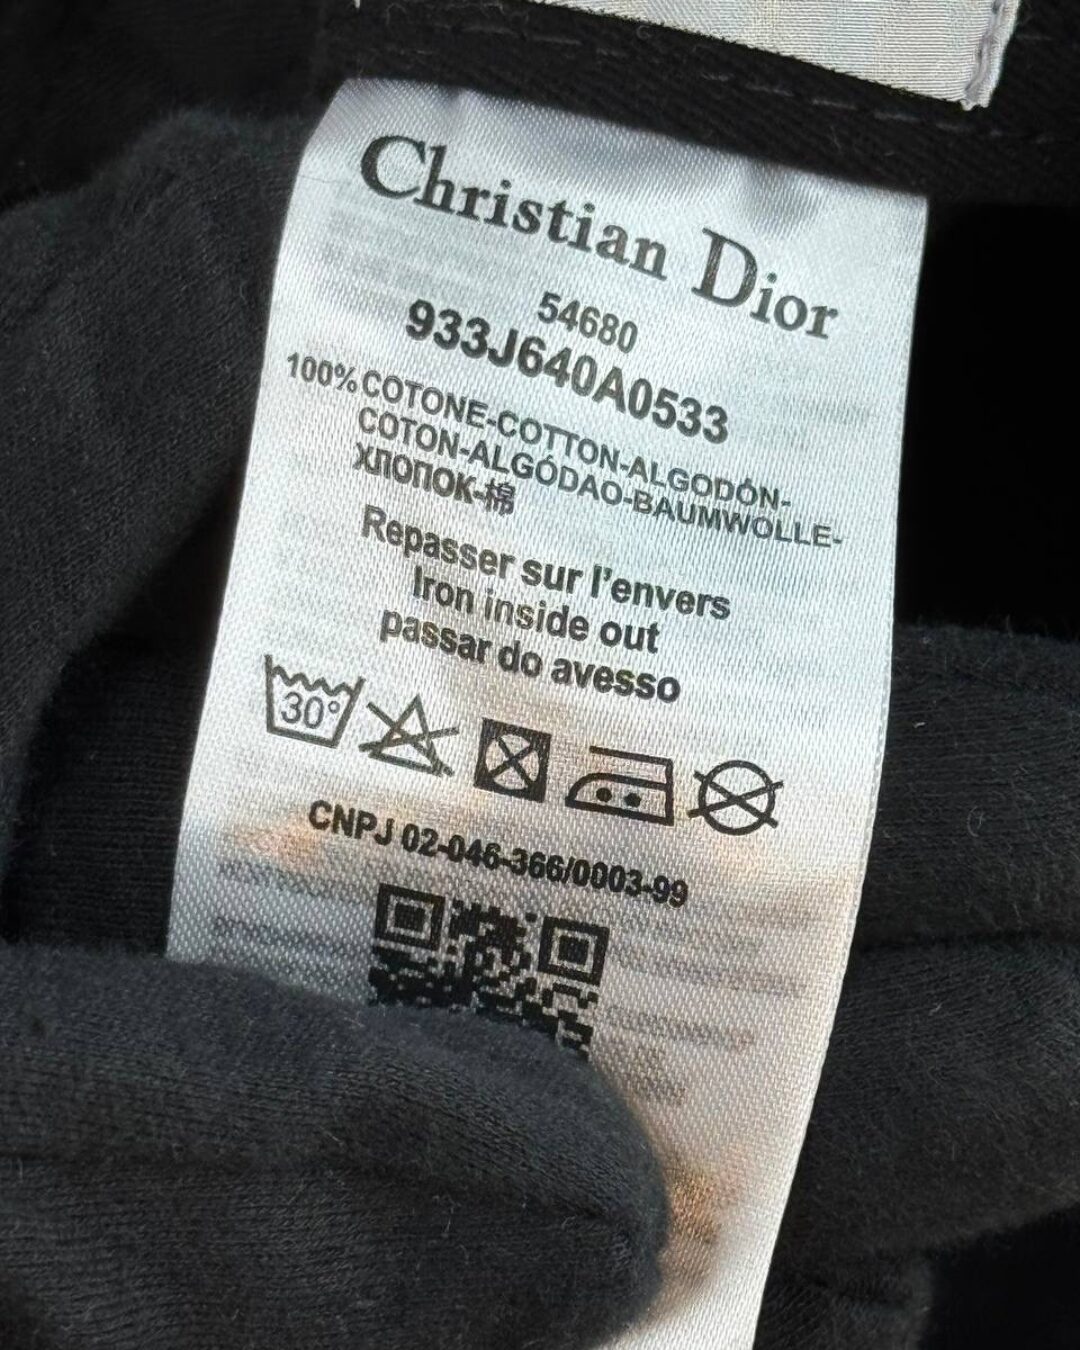 Christian Dior
54680
933J640A0533
100% COTONE-COTTON-ALGODÓN-
COTON-ALGÓDAO-BAUMWOLLE-
ХЛОПОК-棉
Repasser sur l'envers
Iron inside out
passar do avesso
30°
CNPJ 02-046-366/0003-99